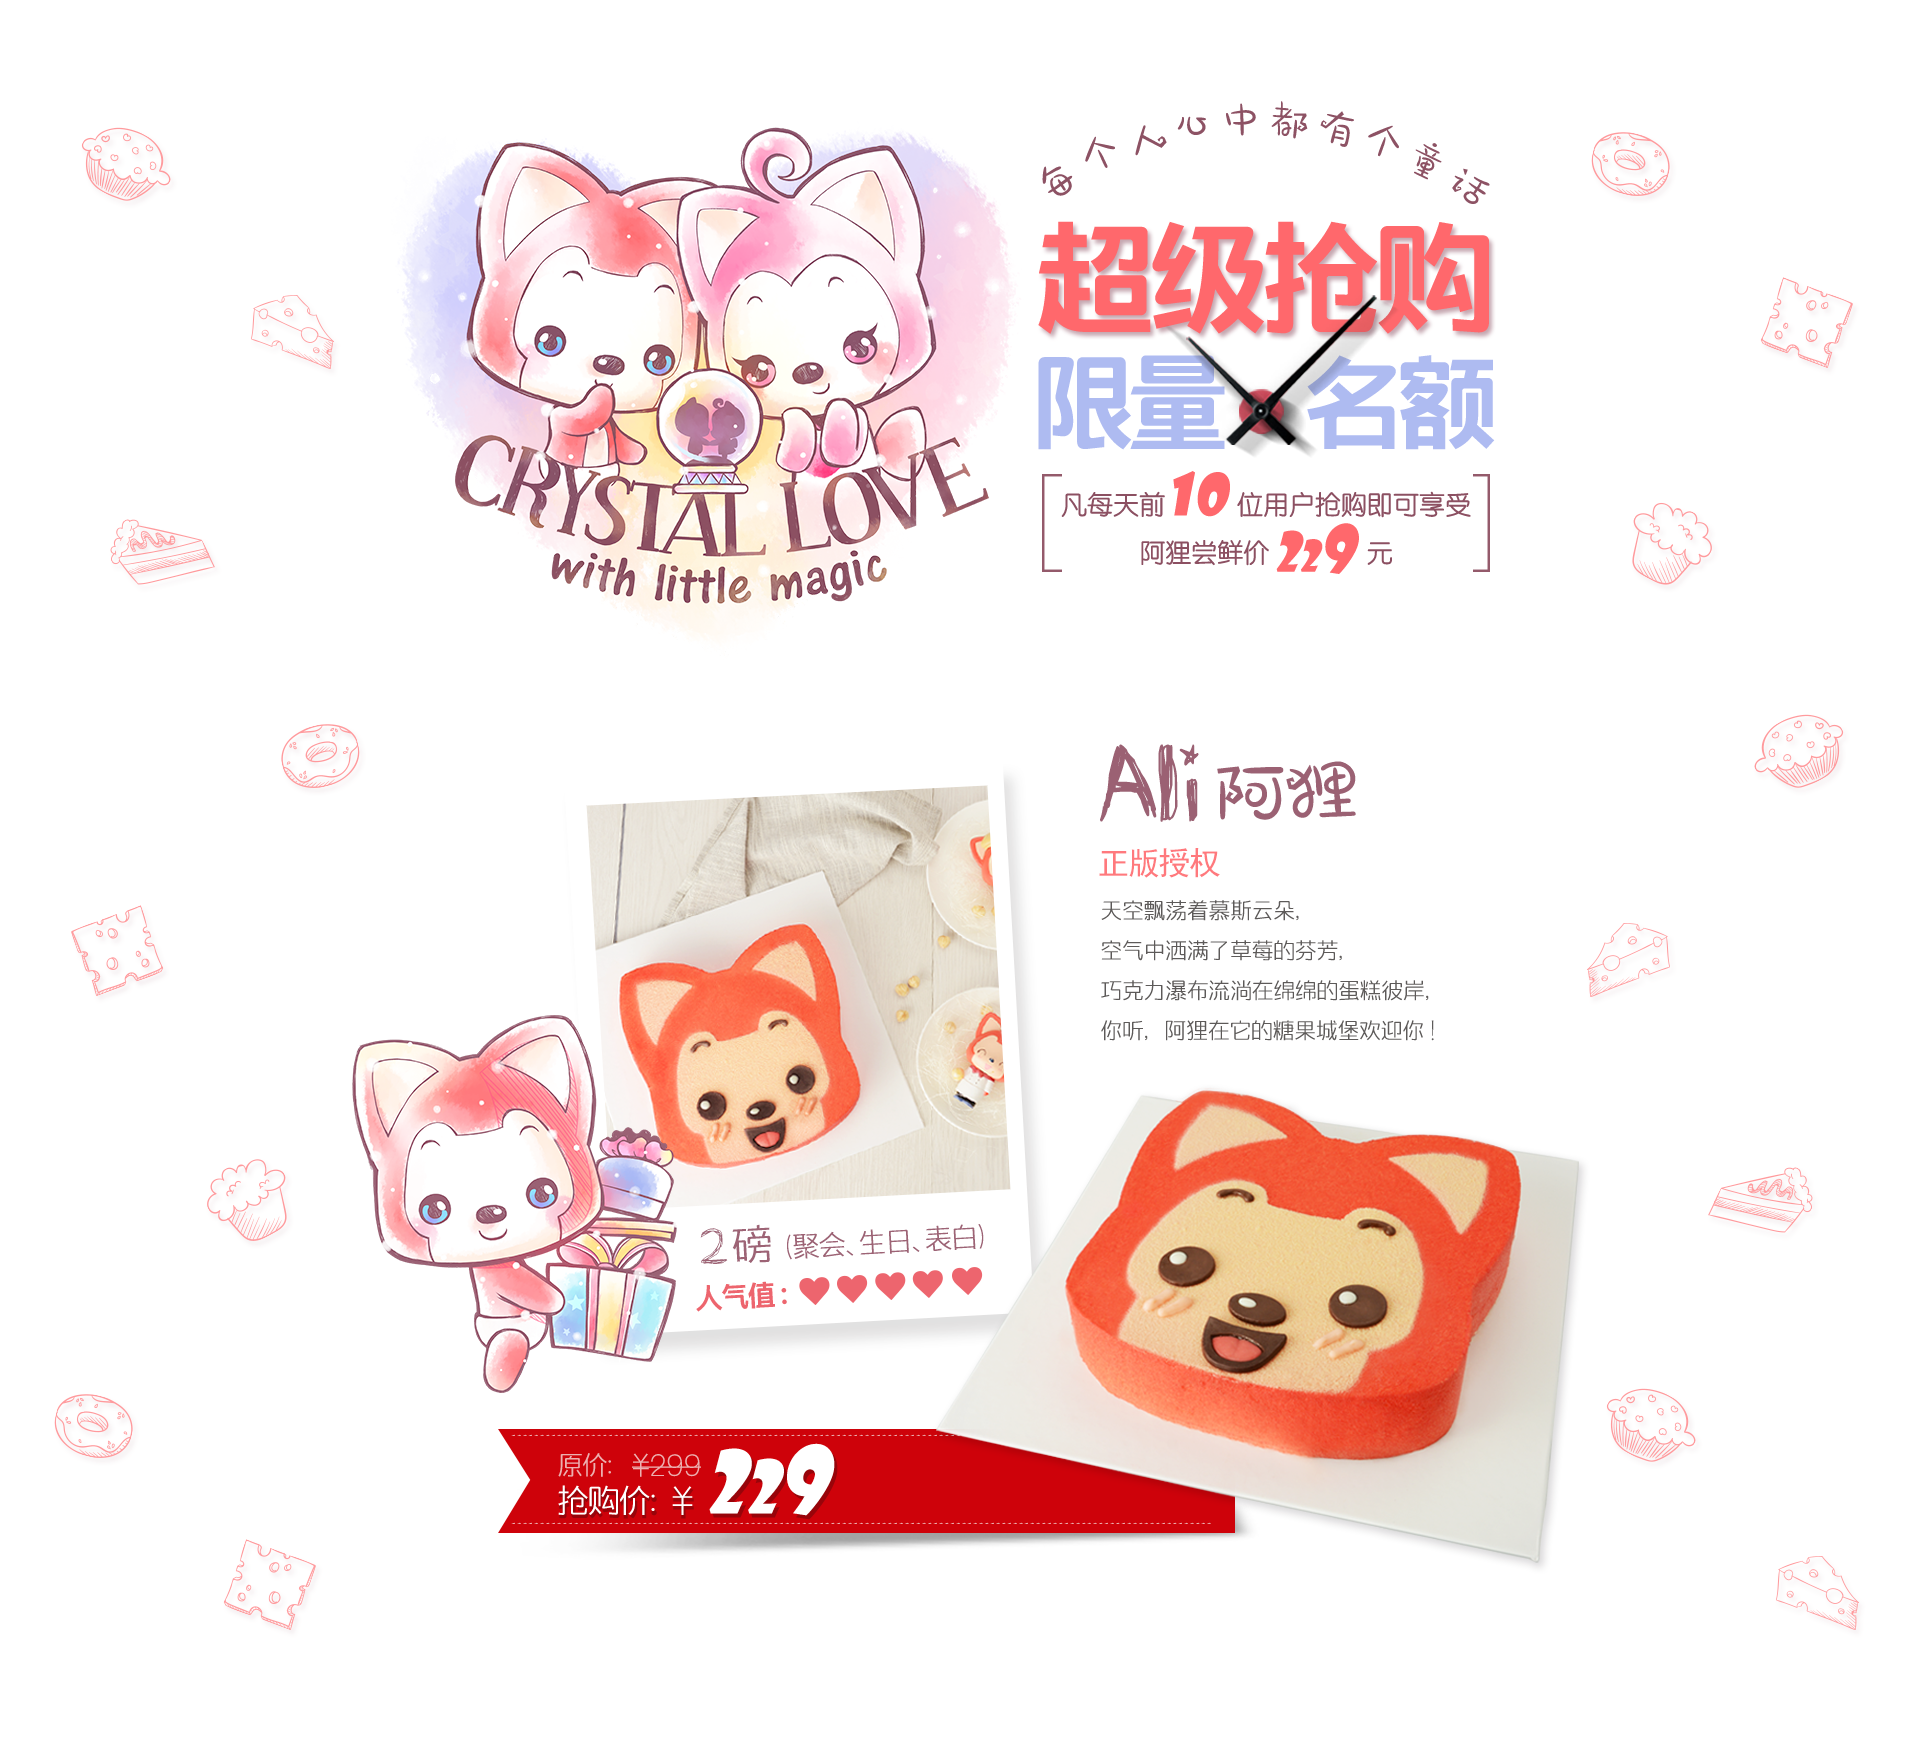 CRYSTAL LOVE
with little magic
每个人心中都有个童话
超级抢购
限量名额
凡每天前 10 位用户抢购即可享受
阿狸尝鲜价 229 元
Ali 阿狸
正版授权
天空飘荡着慕斯云朵,
空气中洒满了草莓的芬芳,
巧克力瀑布流淌在绵绵的蛋糕彼岸,
你听, 阿狸在它的糖果城堡欢迎你!
2磅 (聚会、生日、表白)
人气值:
原价: ¥299
抢购价: ¥ 229